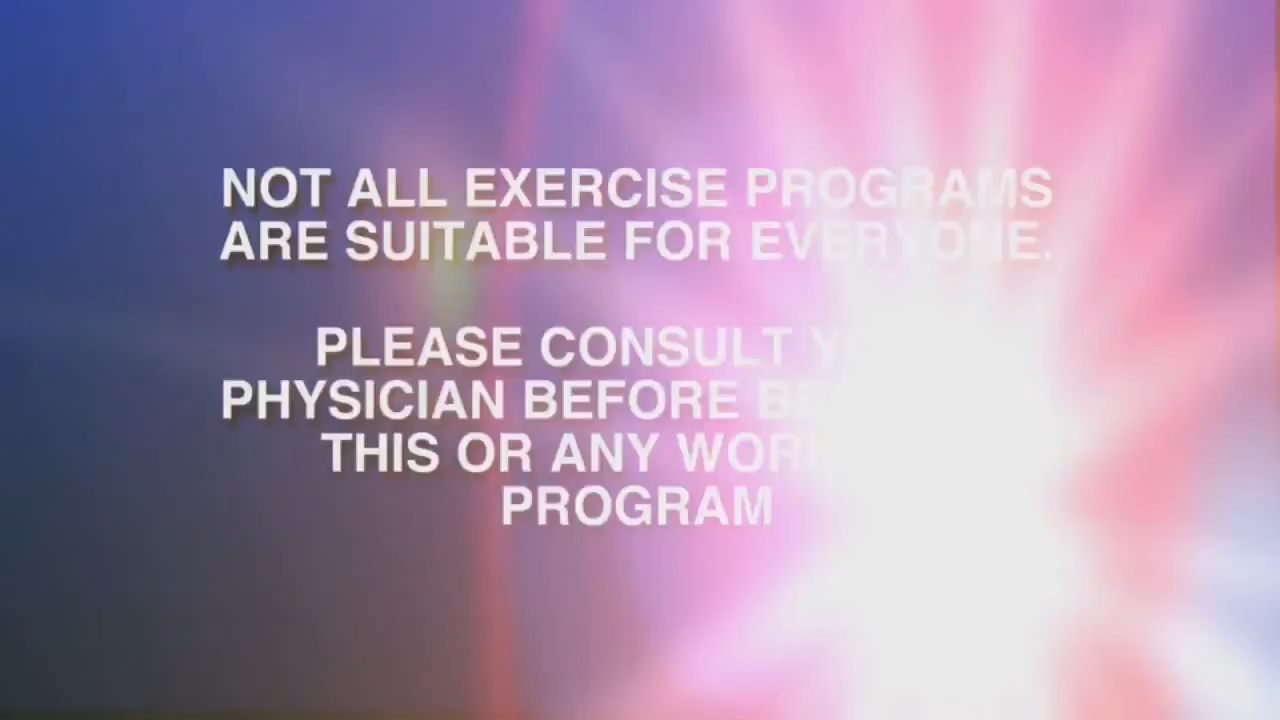 NOT ALL EXERCISE PROGRAMS
ARE SUITABLE FOR EVERYONE.
PLEASE CONSULT
PHYSICIAN BEFORE
THIS OR ANY
PROGRAM